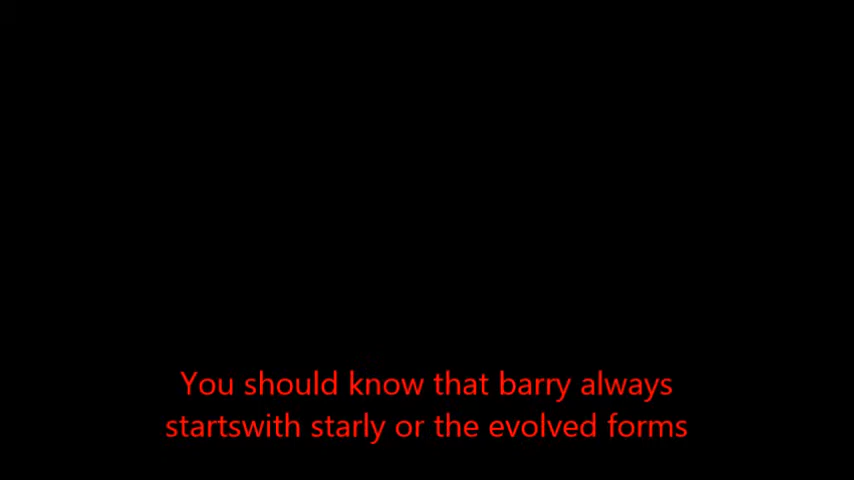 You should know that barry always
startswith starly or the evolved forms